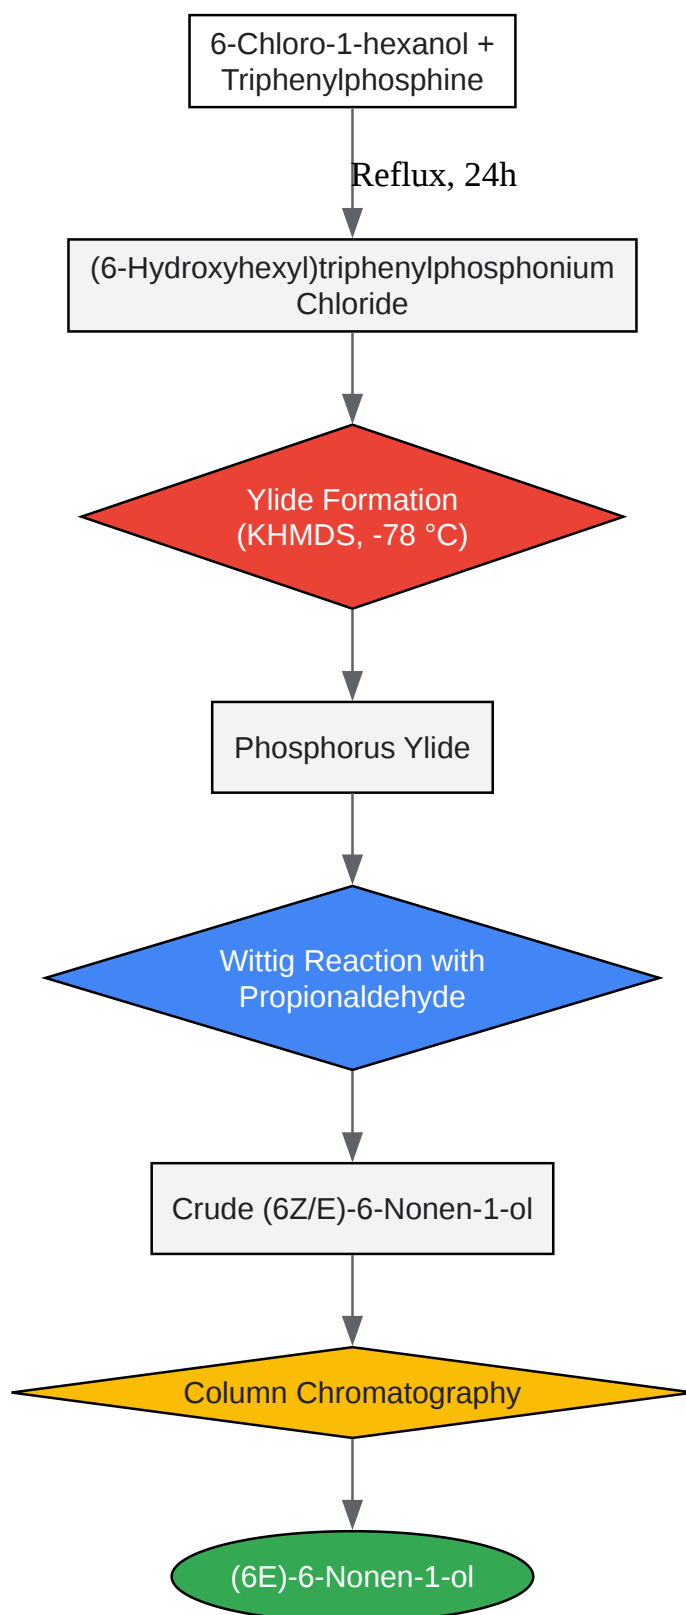 6-Chloro-1-hexanol +
Triphenylphosphine
Reflux, 24h
(6-Hydroxyhexyl)triphenylphosphonium
Chloride
Ylide Formation
(KHMDS, -78 °C)
Phosphorus Ylide
Wittig Reaction with
Propionaldehyde
Crude (6Z/E)-6-Nonen-1-ol
Column Chromatography
(6E)-6-Nonen-1-ol